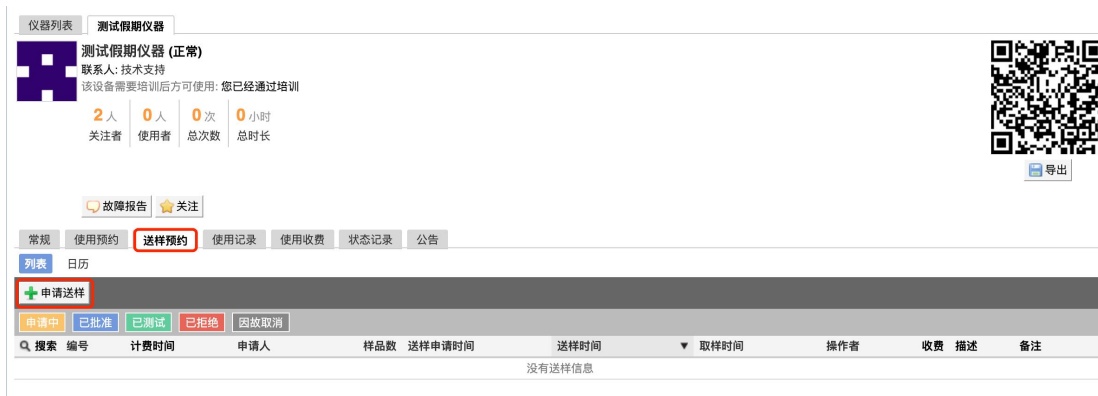 仪器列表 测试假期仪器
测试假期仪器 (正常)
联系人: 技术支持
该设备需要培训后方可使用: 您已经通过培训
2 人 0 人 0 次 0 小时
关注者 使用者 总次数 总时长
导出
故障报告 关注
常规 使用预约 送样预约 使用记录 使用收费 状态记录 公告
列表 日历
申请送样
申请中 已批准 已测试 已拒绝 因故取消
搜索 编号 计费时间 申请人 样品数 送样申请时间 送样时间 ▼ 取样时间 操作者 收费 描述 备注
没有送样信息